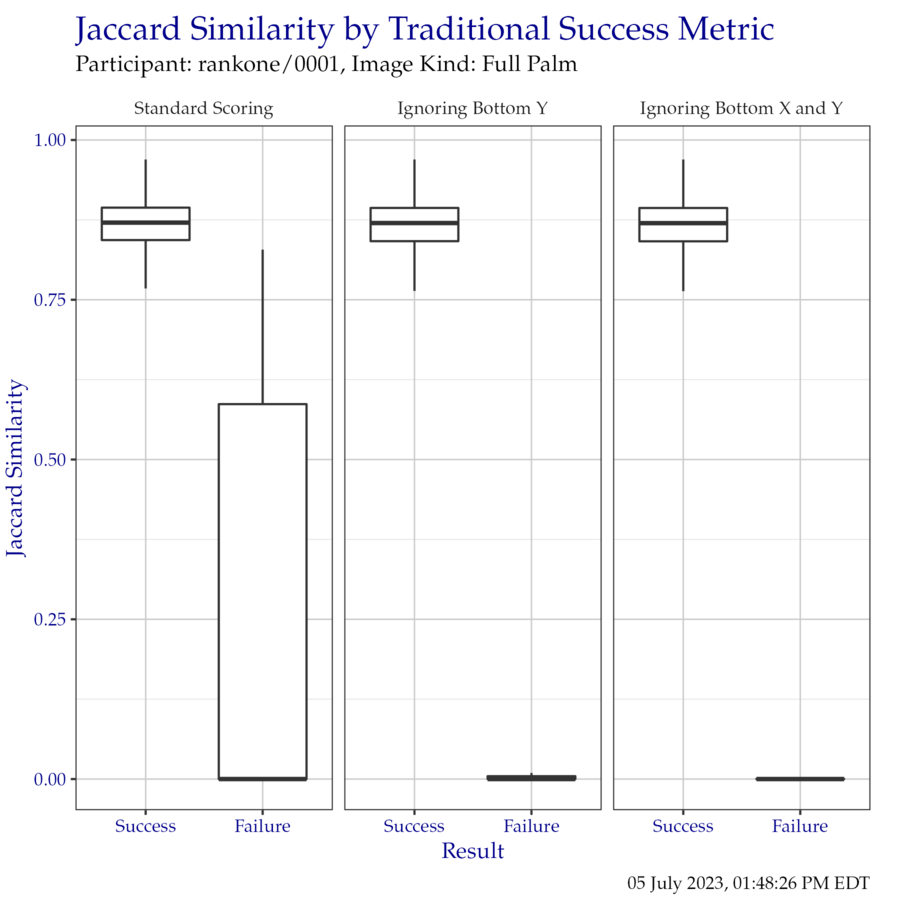 Jaccard Similarity by Traditional Success Metric
Participant: rankone/0001, Image Kind: Full Palm
Standard Scoring
Ignoring Bottom Y
Ignoring Bottom X and Y
1.00
0.75
0.50
0.25
0.00
Jaccard Similarity
Success Failure
Success Failure
Success Failure
Result
05 July 2023, 01:48:26 PM EDT